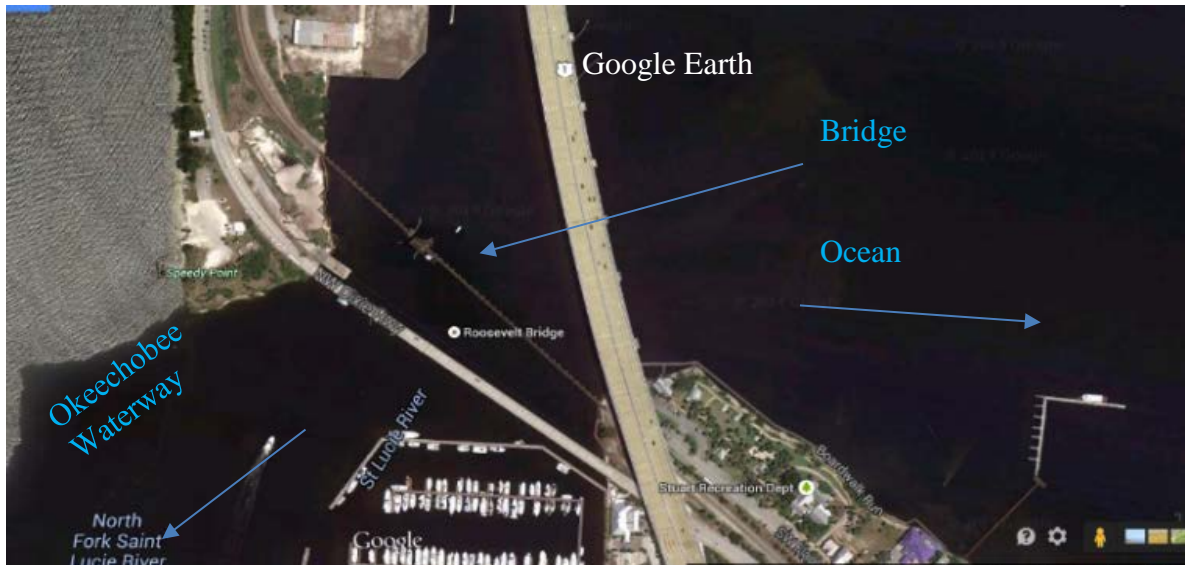 Google Earth
1
Bridge
Ocean
Speedy Point
Roosevelt Bridge
Okeechobee
Waterway
St Lucie River
Stuart Recreation Dept
Boardwalk Run
North
Fork Saint
Lucie River
Google